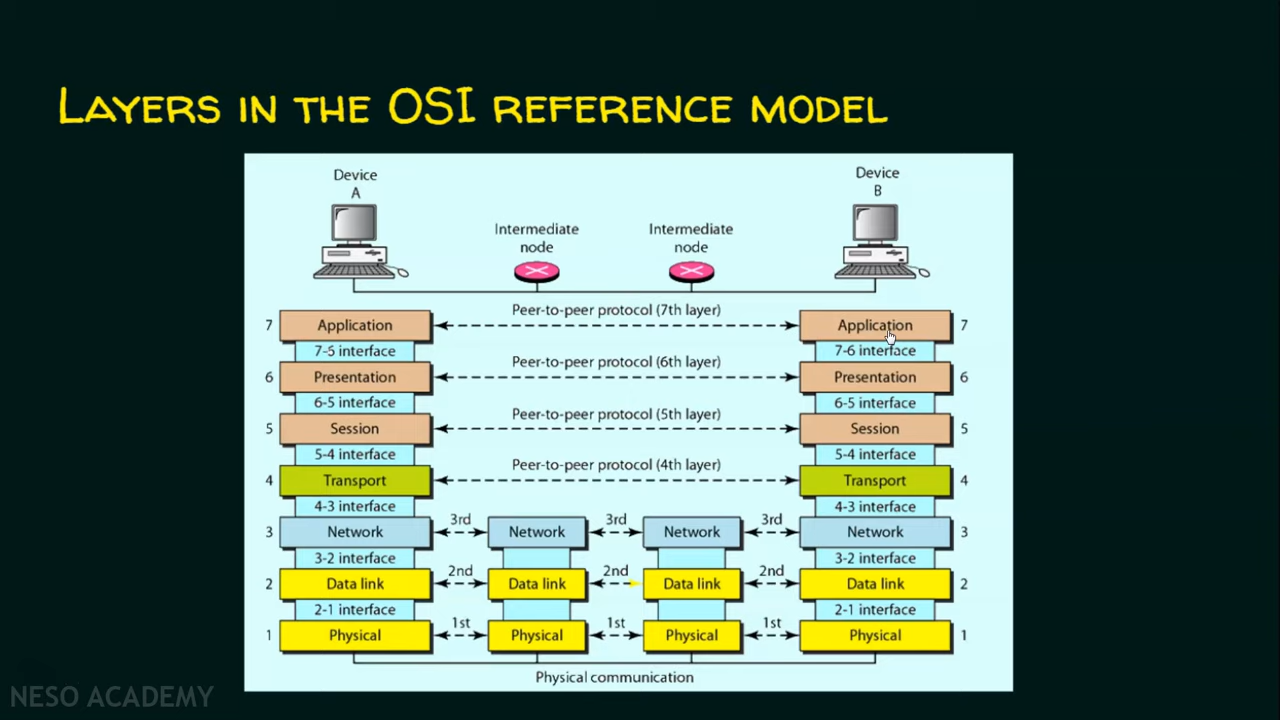 LAYERS IN THE OSI REFERENCE MODEL
Device
A
Device
B
Intermediate
node
Intermediate
node
Peer-to-peer protocol (7th layer)
7 Application Application 7
7-6 interface 7-6 interface
Peer-to-peer protocol (6th layer)
6 Presentation Presentation 6
6-5 interface 6-5 interface
Peer-to-peer protocol (5th layer)
5 Session Session 5
5-4 interface 5-4 interface
Peer-to-peer protocol (4th layer)
4 Transport Transport 4
4-3 interface 4-3 interface
3rd 3rd 3rd
3 Network Network Network Network 3
3-2 interface 3-2 interface
2nd 2nd 2nd
2 Data link Data link Data link Data link 2
2-1 interface 2-1 interface
1st 1st 1st
1 Physical Physical Physical Physical 1
Physical communication
NESO ACADEMY